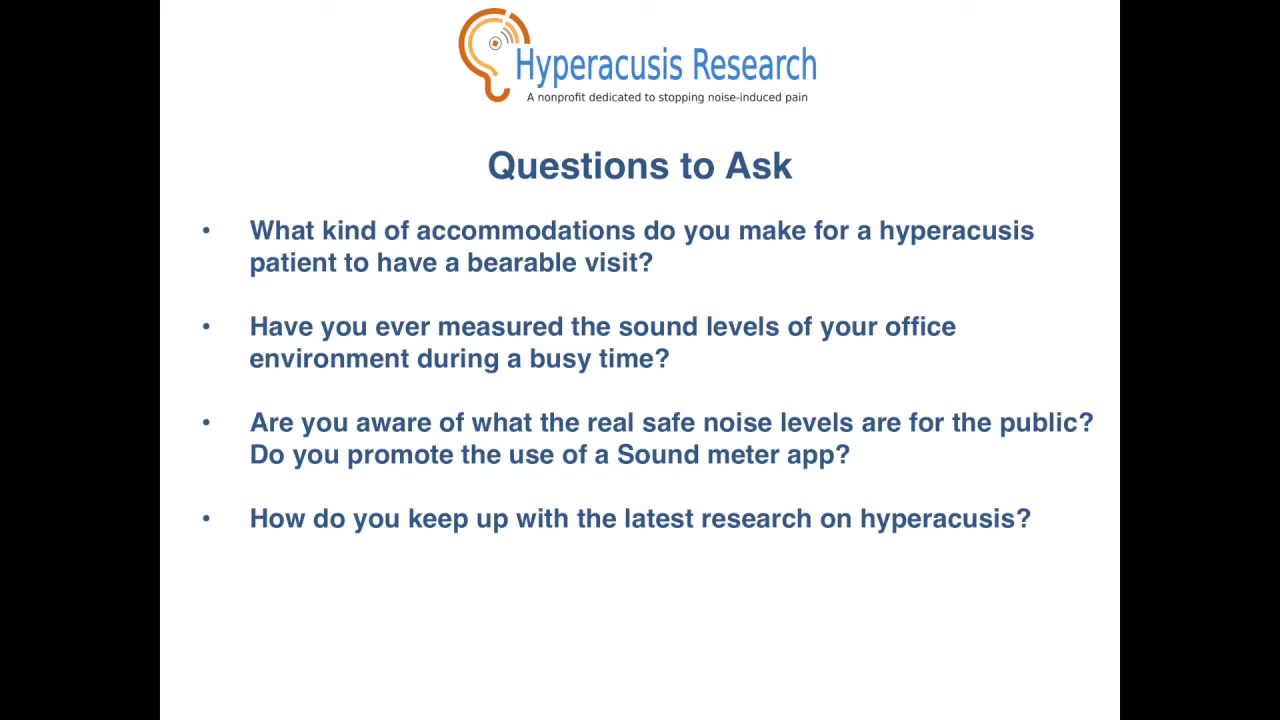 Hyperacusis Research
A nonprofit dedicated to stopping noise-induced pain
Questions to Ask
• What kind of accommodations do you make for a hyperacusis
patient to have a bearable visit?
• Have you ever measured the sound levels of your office
environment during a busy time?
• Are you aware of what the real safe noise levels are for the public?
Do you promote the use of a Sound meter app?
• How do you keep up with the latest research on hyperacusis?